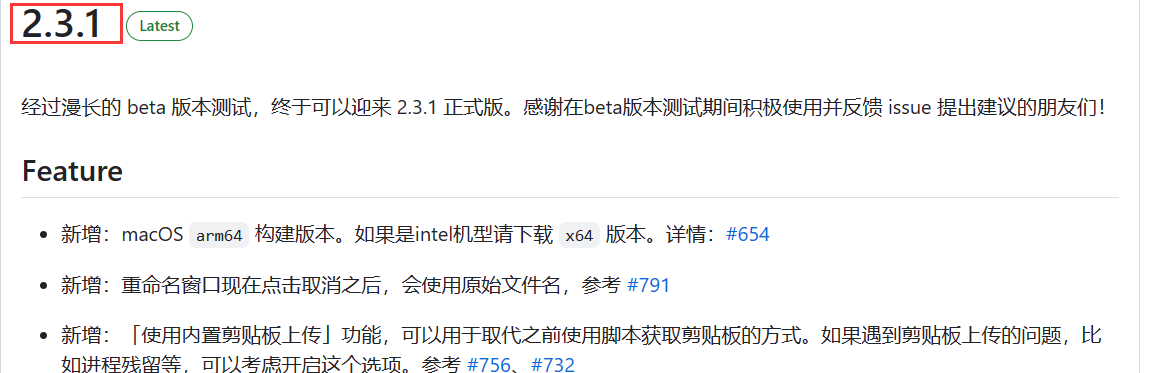 2.3.1 Latest
经过漫长的 beta 版本测试，终于可以迎来 2.3.1 正式版。感谢在beta版本测试期间积极使用并反馈 issue 提出建议的朋友们！
Feature
• 新增：macOS arm64 构建版本。如果是intel机型请下载 x64 版本。详情：#654
• 新增：重命名窗口现在点击取消之后，会使用原始文件名，参考 #791
• 新增：「使用内置剪贴板上传」功能，可以用于取代之前使用脚本获取剪贴板的方式。如果遇到剪贴板上传的问题，比
如进程残留等，可以考虑开启这个选项。参考 #756、#732